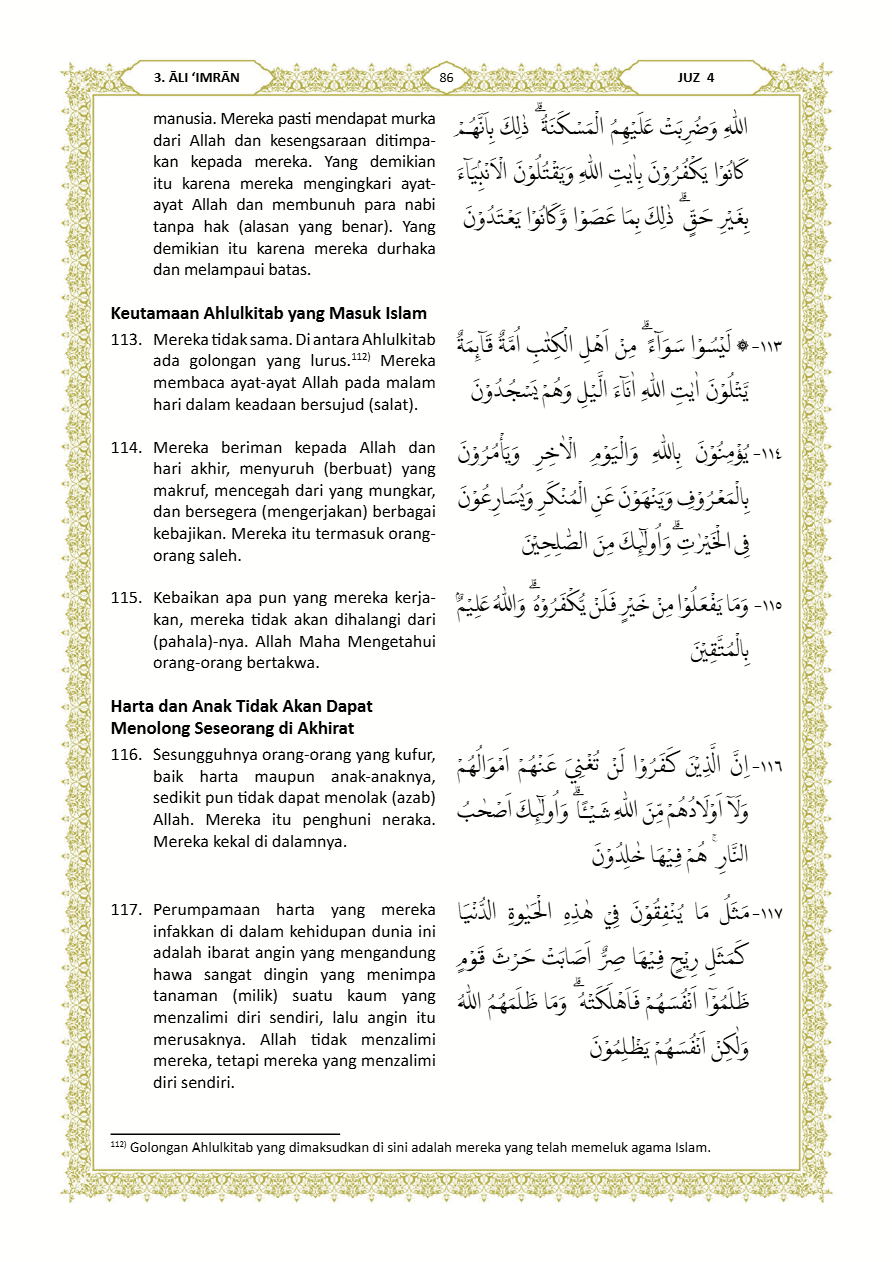 3. ĀLI ‘IMRĀN
86
JUZ 4
manusia. Mereka pasti mendapat murka
dari Allah dan kesengsaraan ditimpa-
kan kepada mereka. Yang demikian
itu karena mereka mengingkari ayat-
ayat Allah dan membunuh para nabi
tanpa hak (alasan yang benar). Yang
demikian itu karena mereka durhaka
dan melampaui batas.
اللّٰهِ وَضُرِبَتْ عَلَيْهِمُ الْمَسْكَنَةُ ۗ ذٰلِكَ بِاَنَّهُمْ
كَانُوْا يَكْفُرُوْنَ بِاٰيٰتِ اللّٰهِ وَيَقْتُلُوْنَ الْاَنْبِيَاۤءَ
بِغَيْرِ حَقٍّ ۗ ذٰلِكَ بِمَا عَصَوْا وَّكَانُوْا يَعْتَدُوْنَ
Keutamaan Ahlulkitab yang Masuk Islam
113. Mereka tidak sama. Di antara Ahlulkitab
ada golongan yang lurus.112) Mereka
membaca ayat-ayat Allah pada malam
hari dalam keadaan bersujud (salat).
١١٣- ۞ لَيْسُوْا سَوَاۤءً ۗ مِنْ اَهْلِ الْكِتٰبِ اُمَّةٌ قَاۤىِٕمَةٌ
يَّتْلُوْنَ اٰيٰتِ اللّٰهِ اٰنَاۤءَ الَّيْلِ وَهُمْ يَسْجُدُوْنَ
114. Mereka beriman kepada Allah dan
hari akhir, menyuruh (berbuat) yang
makruf, mencegah dari yang mungkar,
dan bersegera (mengerjakan) berbagai
kebajikan. Mereka itu termasuk orang-
orang saleh.
١١٤- يُؤْمِنُوْنَ بِاللّٰهِ وَالْيَوْمِ الْاٰخِرِ وَيَأْمُرُوْنَ
بِالْمَعْرُوْفِ وَيَنْهَوْنَ عَنِ الْمُنْكَرِ وَيُسَارِعُوْنَ
فِى الْخَيْرٰتِ ۗ وَاُولٰۤىِٕكَ مِنَ الصّٰلِحِيْنَ
115. Kebaikan apa pun yang mereka kerja-
kan, mereka tidak akan dihalangi dari
(pahala)-nya. Allah Maha Mengetahui
orang-orang bertakwa.
١١٥- وَمَا يَفْعَلُوْا مِنْ خَيْرٍ فَلَنْ يُّكْفَرُوْهُ ۗ وَاللّٰهُ عَلِيْمٌۢ
بِالْمُتَّقِيْنَ
Harta dan Anak Tidak Akan Dapat
Menolong Seseorang di Akhirat
116. Sesungguhnya orang-orang yang kufur,
baik harta maupun anak-anaknya,
sedikit pun tidak dapat menolak (azab)
Allah. Mereka itu penghuni neraka.
Mereka kekal di dalamnya.
١١٦- اِنَّ الَّذِيْنَ كَفَرُوْا لَنْ تُغْنِيَ عَنْهُمْ اَمْوَالُهُمْ
وَلَآ اَوْلَادُهُمْ مِّنَ اللّٰهِ شَيْـًٔا ۗ وَاُولٰۤىِٕكَ اَصْحٰبُ
النَّارِ ۚ هُمْ فِيْهَا خٰلِدُوْنَ
117. Perumpamaan harta yang mereka
infakkan di dalam kehidupan dunia ini
adalah ibarat angin yang mengandung
hawa sangat dingin yang menimpa
tanaman (milik) suatu kaum yang
menzalimi diri sendiri, lalu angin itu
merusaknya. Allah tidak menzalimi
mereka, tetapi mereka yang menzalimi
diri sendiri.
١١٧- مَثَلُ مَا يُنْفِقُوْنَ فِيْ هٰذِهِ الْحَيٰوةِ الدُّنْيَا
كَمَثَلِ رِيْحٍ فِيْهَا صِرٌّ اَصَابَتْ حَرْثَ قَوْمٍ
ظَلَمُوْٓا اَنْفُسَهُمْ فَاَهْلَكَتْهُ ۗ وَمَا ظَلَمَهُمُ اللّٰهُ
وَلٰكِنْ اَنْفُسَهُمْ يَظْلِمُوْنَ
112) Golongan Ahlulkitab yang dimaksudkan di sini adalah mereka yang telah memeluk agama Islam.